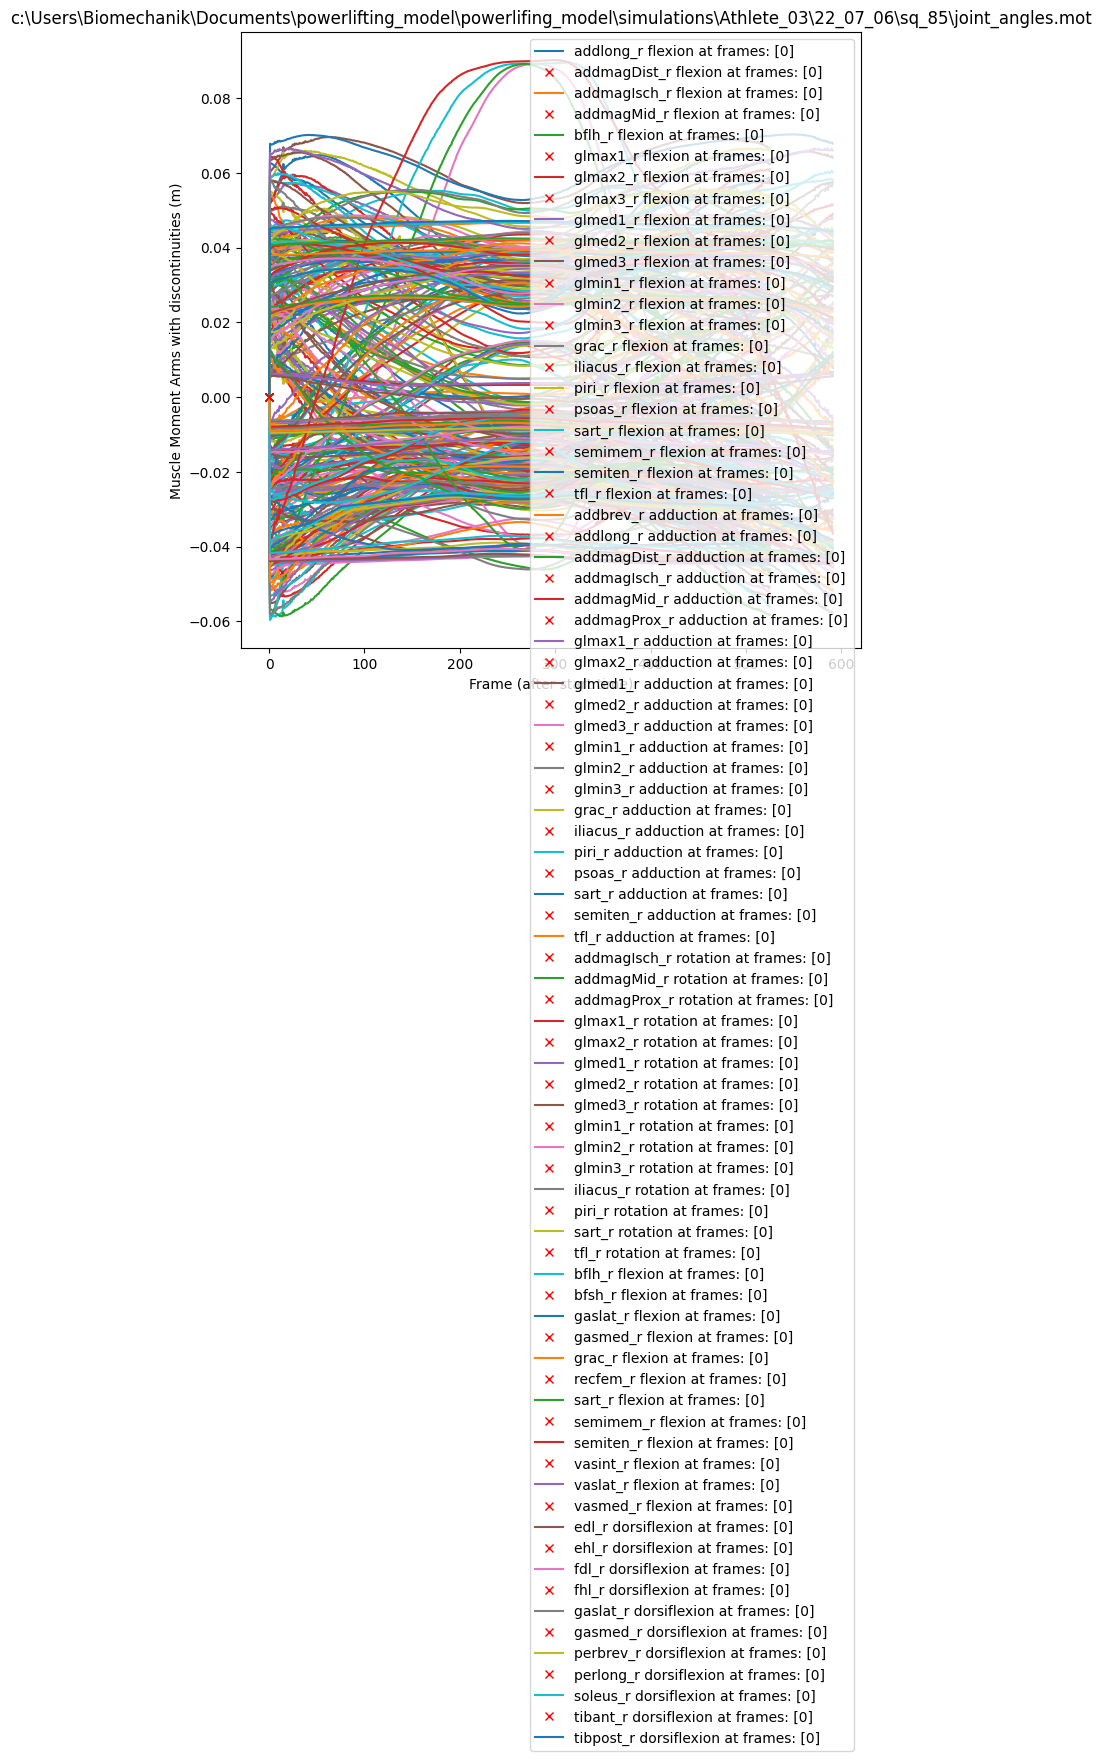 c:\Users\Biomechanik\Documents\powerlifting_model\powerlifing_model\simulations\Athlete_03\22_07_06\sq_85\joint_angles.mot
Muscle Moment Arms with discontinuities (m)
0.08
0.06
0.04
0.02
0.00
−0.02
−0.04
−0.06
0
100
200
300
400
500
600
Frame (after start time)
addlong_r flexion at frames: [0]
addmagDist_r flexion at frames: [0]
addmagIsch_r flexion at frames: [0]
addmagMid_r flexion at frames: [0]
bflh_r flexion at frames: [0]
glmax1_r flexion at frames: [0]
glmax2_r flexion at frames: [0]
glmax3_r flexion at frames: [0]
glmed1_r flexion at frames: [0]
glmed2_r flexion at frames: [0]
glmed3_r flexion at frames: [0]
glmin1_r flexion at frames: [0]
glmin2_r flexion at frames: [0]
glmin3_r flexion at frames: [0]
grac_r flexion at frames: [0]
iliacus_r flexion at frames: [0]
piri_r flexion at frames: [0]
psoas_r flexion at frames: [0]
sart_r flexion at frames: [0]
semimem_r flexion at frames: [0]
semiten_r flexion at frames: [0]
tfl_r flexion at frames: [0]
addbrev_r adduction at frames: [0]
addlong_r adduction at frames: [0]
addmagDist_r adduction at frames: [0]
addmagIsch_r adduction at frames: [0]
addmagMid_r adduction at frames: [0]
addmagProx_r adduction at frames: [0]
glmax1_r adduction at frames: [0]
glmax2_r adduction at frames: [0]
glmed1_r adduction at frames: [0]
glmed2_r adduction at frames: [0]
glmed3_r adduction at frames: [0]
glmin1_r adduction at frames: [0]
glmin2_r adduction at frames: [0]
glmin3_r adduction at frames: [0]
grac_r adduction at frames: [0]
iliacus_r adduction at frames: [0]
piri_r adduction at frames: [0]
psoas_r adduction at frames: [0]
sart_r adduction at frames: [0]
semiten_r adduction at frames: [0]
tfl_r adduction at frames: [0]
addmagIsch_r rotation at frames: [0]
addmagMid_r rotation at frames: [0]
addmagProx_r rotation at frames: [0]
glmax1_r rotation at frames: [0]
glmax2_r rotation at frames: [0]
glmed1_r rotation at frames: [0]
glmed2_r rotation at frames: [0]
glmed3_r rotation at frames: [0]
glmin1_r rotation at frames: [0]
glmin2_r rotation at frames: [0]
glmin3_r rotation at frames: [0]
iliacus_r rotation at frames: [0]
piri_r rotation at frames: [0]
sart_r rotation at frames: [0]
tfl_r rotation at frames: [0]
bflh_r flexion at frames: [0]
bfsh_r flexion at frames: [0]
gaslat_r flexion at frames: [0]
gasmed_r flexion at frames: [0]
grac_r flexion at frames: [0]
recfem_r flexion at frames: [0]
sart_r flexion at frames: [0]
semimem_r flexion at frames: [0]
semiten_r flexion at frames: [0]
vasint_r flexion at frames: [0]
vaslat_r flexion at frames: [0]
vasmed_r flexion at frames: [0]
edl_r dorsiflexion at frames: [0]
ehl_r dorsiflexion at frames: [0]
fdl_r dorsiflexion at frames: [0]
fhl_r dorsiflexion at frames: [0]
gaslat_r dorsiflexion at frames: [0]
gasmed_r dorsiflexion at frames: [0]
perbrev_r dorsiflexion at frames: [0]
perlong_r dorsiflexion at frames: [0]
soleus_r dorsiflexion at frames: [0]
tibant_r dorsiflexion at frames: [0]
tibpost_r dorsiflexion at frames: [0]